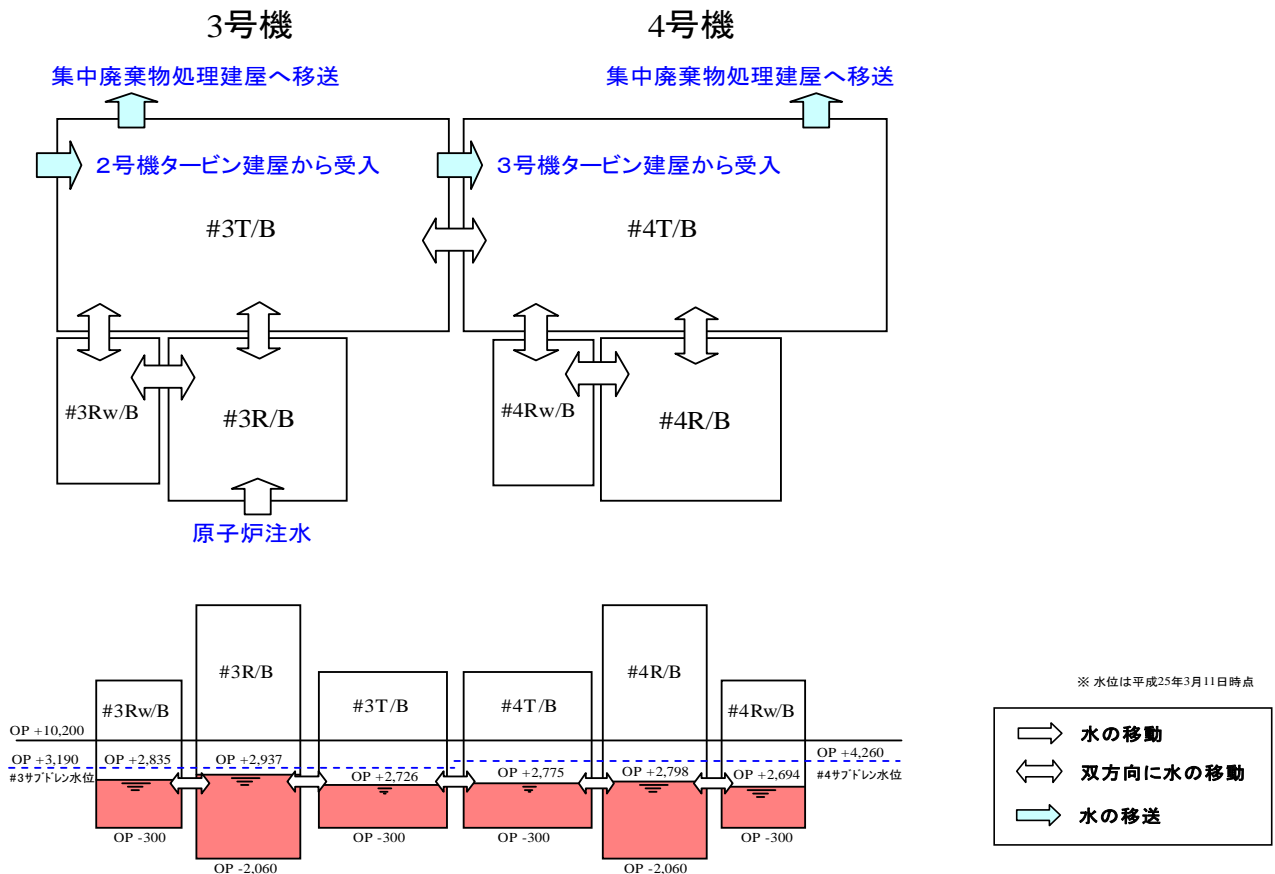 3号機
4号機
集中廃棄物処理建屋へ移送
集中廃棄物処理建屋へ移送
2号機タービン建屋から受入
3号機タービン建屋から受入
#3T/B
#4T/B
#3Rw/B
#3R/B
#4Rw/B
#4R/B
原子炉注水
#3R/B
#4R/B
#3Rw/B
#3T/B
#4T/B
#4Rw/B
※ 水位は平成25年3月11日時点
OP +10,200
OP +3,190
OP +2,835
OP +2,937
OP +2,726
OP +2,775
OP +2,798
OP +2,694
OP +4,260
#3サブドレン水位
#4サブドレン水位
OP -300
OP -2,060
OP -300
OP -300
OP -2,060
OP -300
水の移動
双方向に水の移動
水の移送